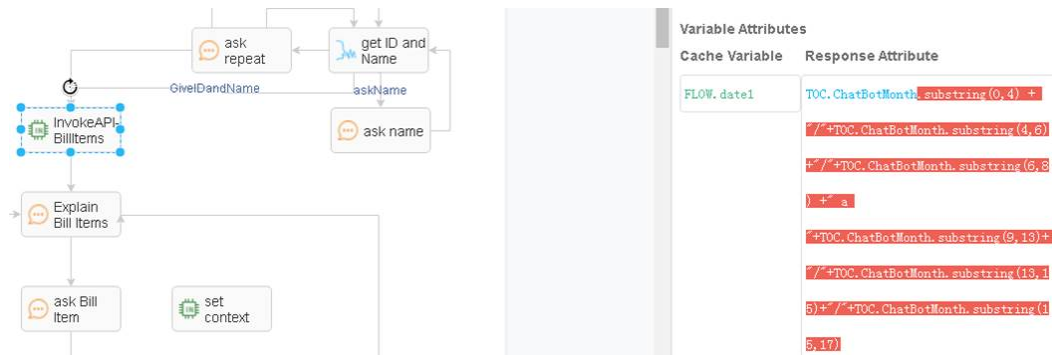 ask
repeat
get ID and
Name
GiveIDandName
askName
InvokeAPI-
BillItems
ask name
Explain
Bill Items
ask Bill
Item
set
context
Variable Attributes
Cache Variable
Response Attribute
FLOW.date1
TOC.ChatBotMonth.substring(0,4) +
"/"+TOC.ChatBotMonth.substring(4,6)
+"/"+TOC.ChatBotMonth.substring(6,8
) +" a
"+TOC.ChatBotMonth.substring(9,13)+
"/"+TOC.ChatBotMonth.substring(13,1
5)+"/"+TOC.ChatBotMonth.substring(1
5,17)